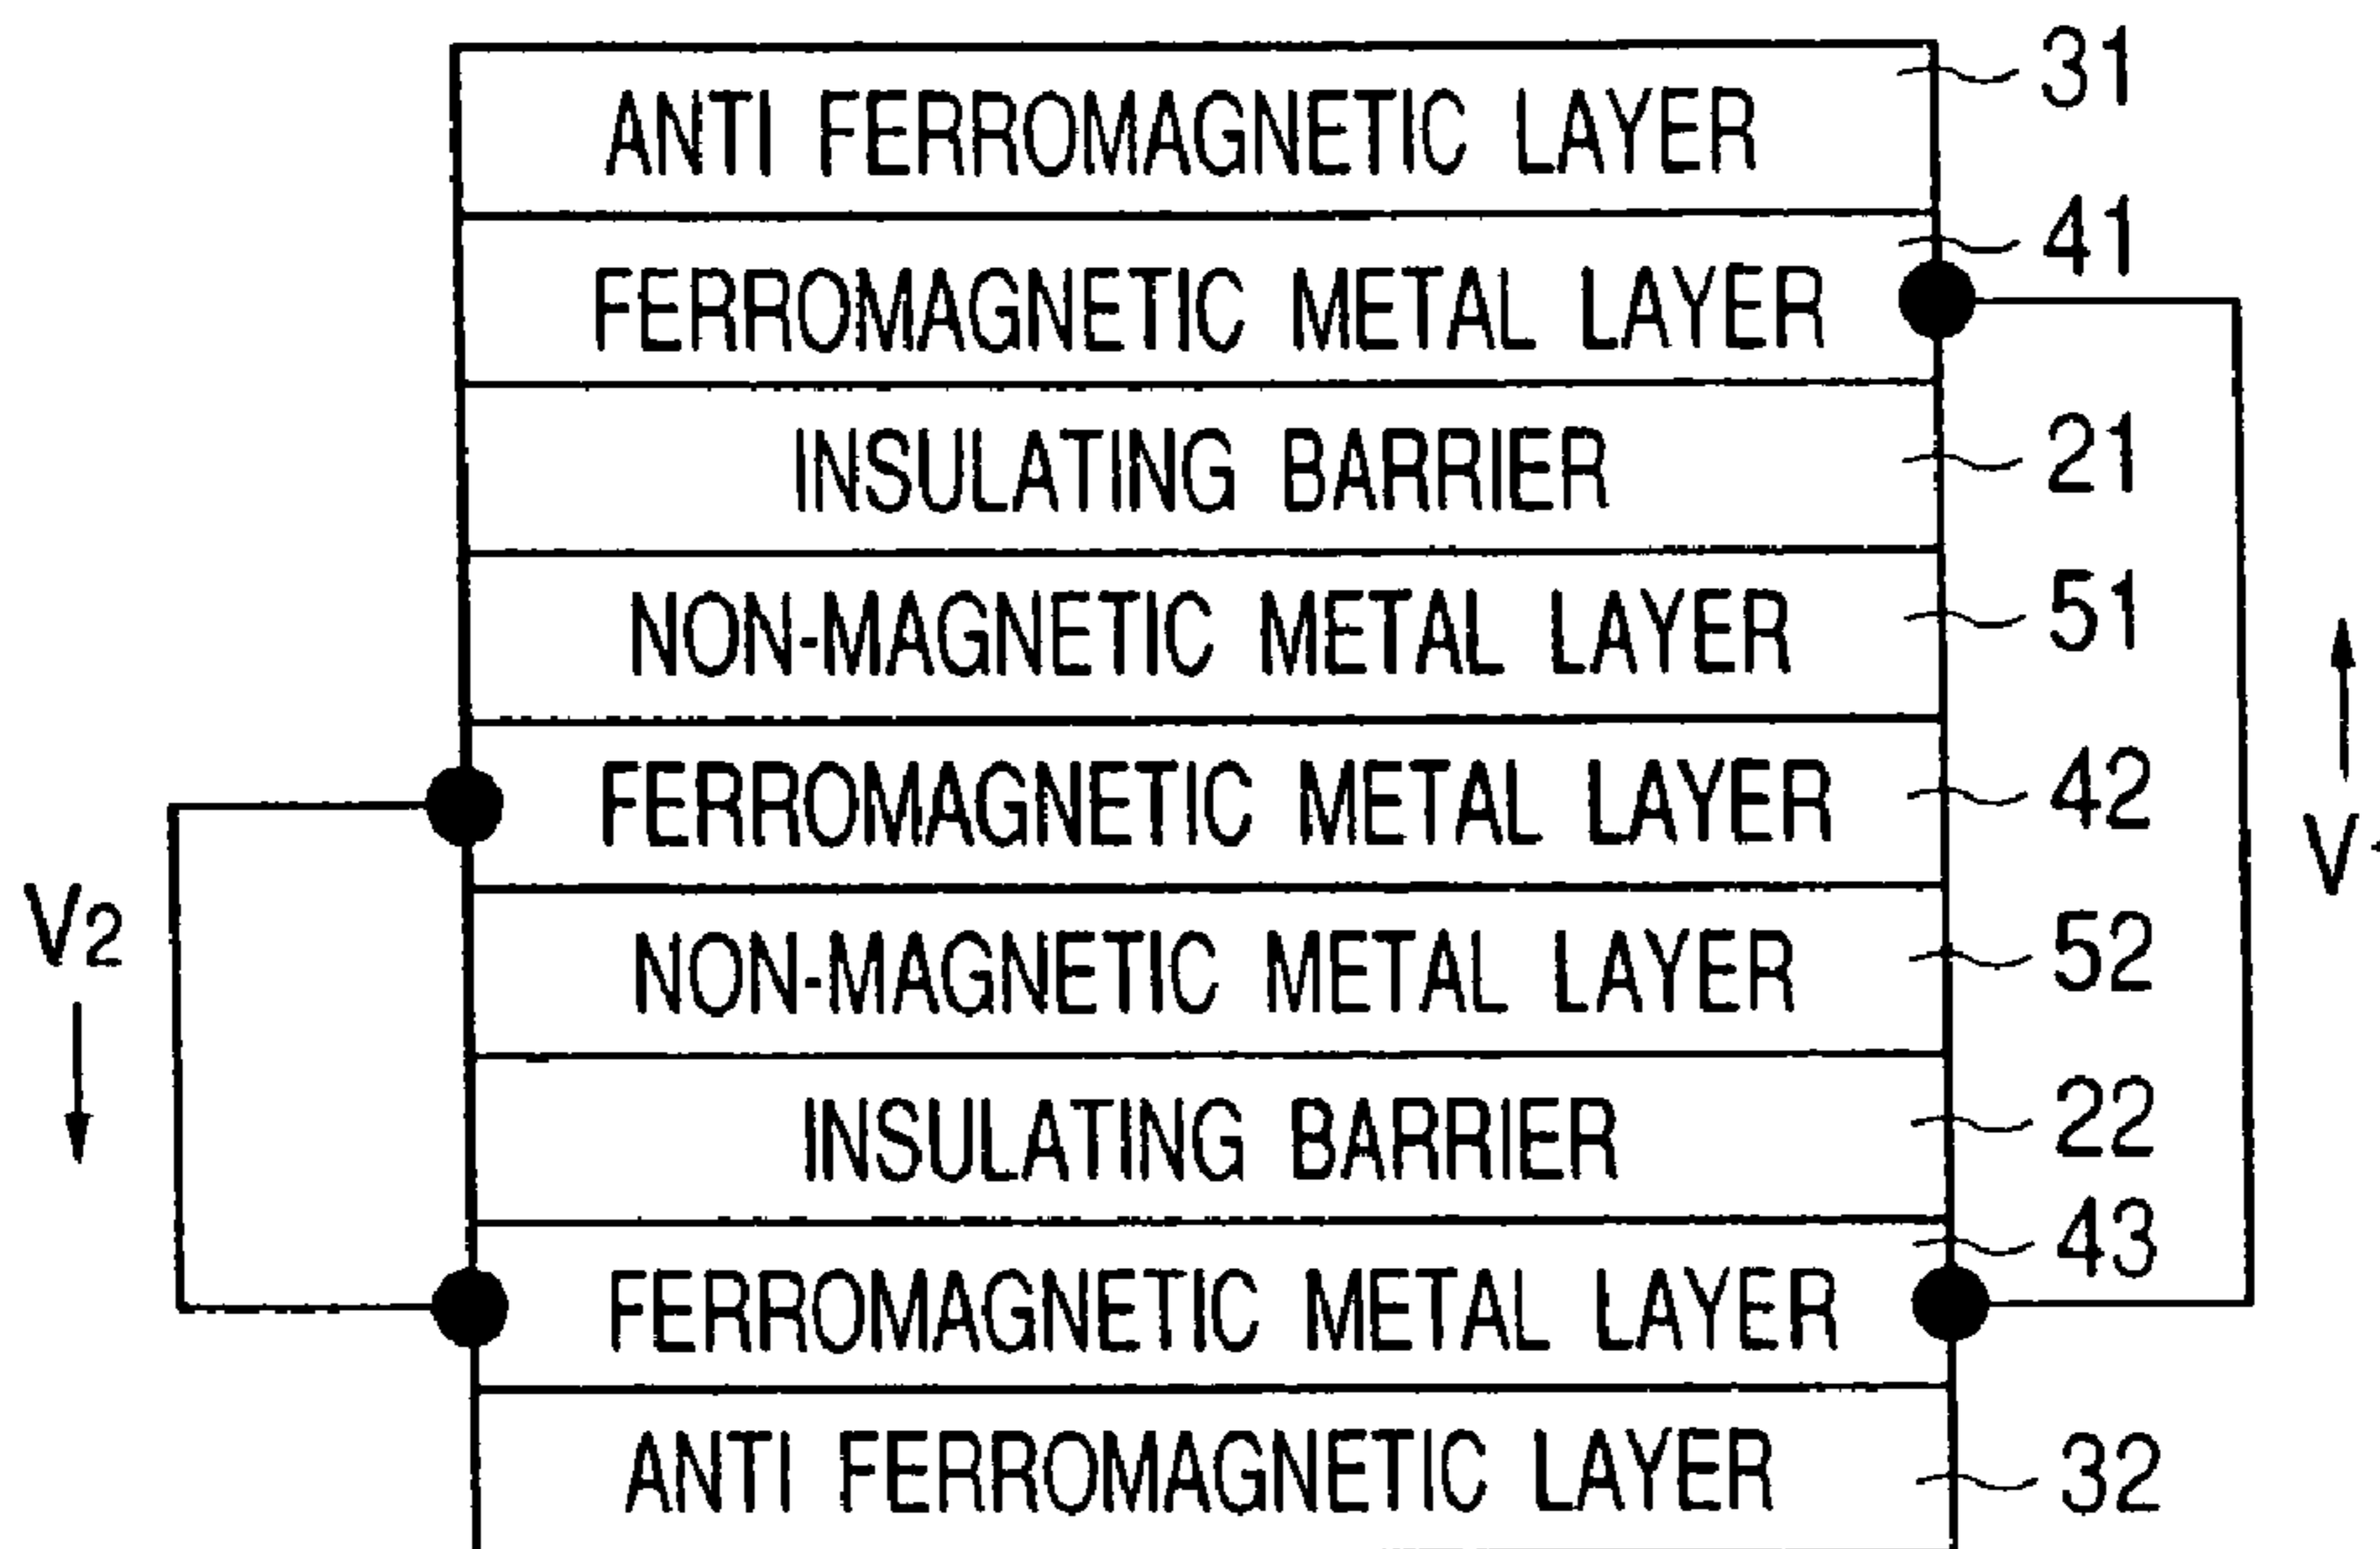 ANTI FERROMAGNETIC LAYER 31
FERROMAGNETIC METAL LAYER 41
INSULATING BARRIER 21
NON-MAGNETIC METAL LAYER 51
FERROMAGNETIC METAL LAYER 42
V
V2
NON-MAGNETIC METAL LAYER 52
INSULATING BARRIER 22
FERROMAGNETIC METAL LAYER 43
ANTI FERROMAGNETIC LAYER 32